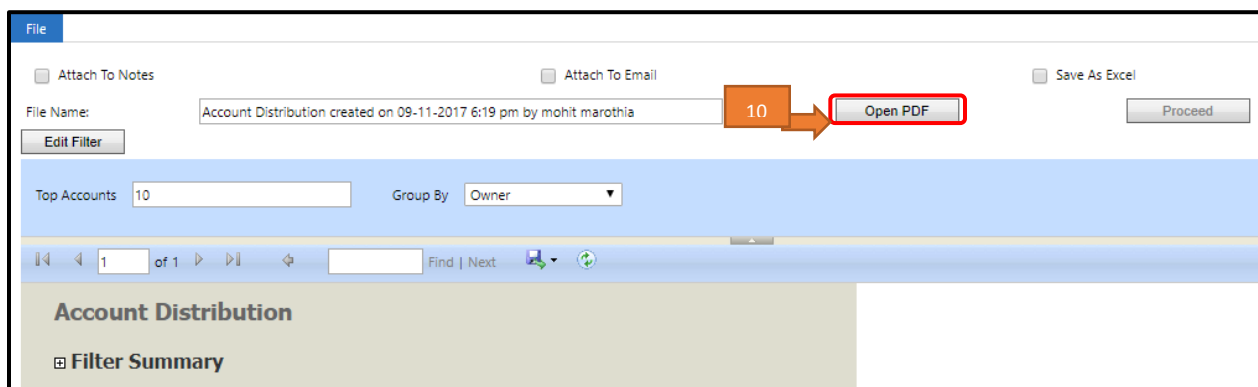 File
Attach To Notes Attach To Email Save As Excel
File Name: Account Distribution created on 09-11-2017 6:19 pm by mohit marothia 10 Open PDF Proceed
Edit Filter
Top Accounts 10 Group By Owner
1 of 1 Find | Next
Account Distribution
Filter Summary